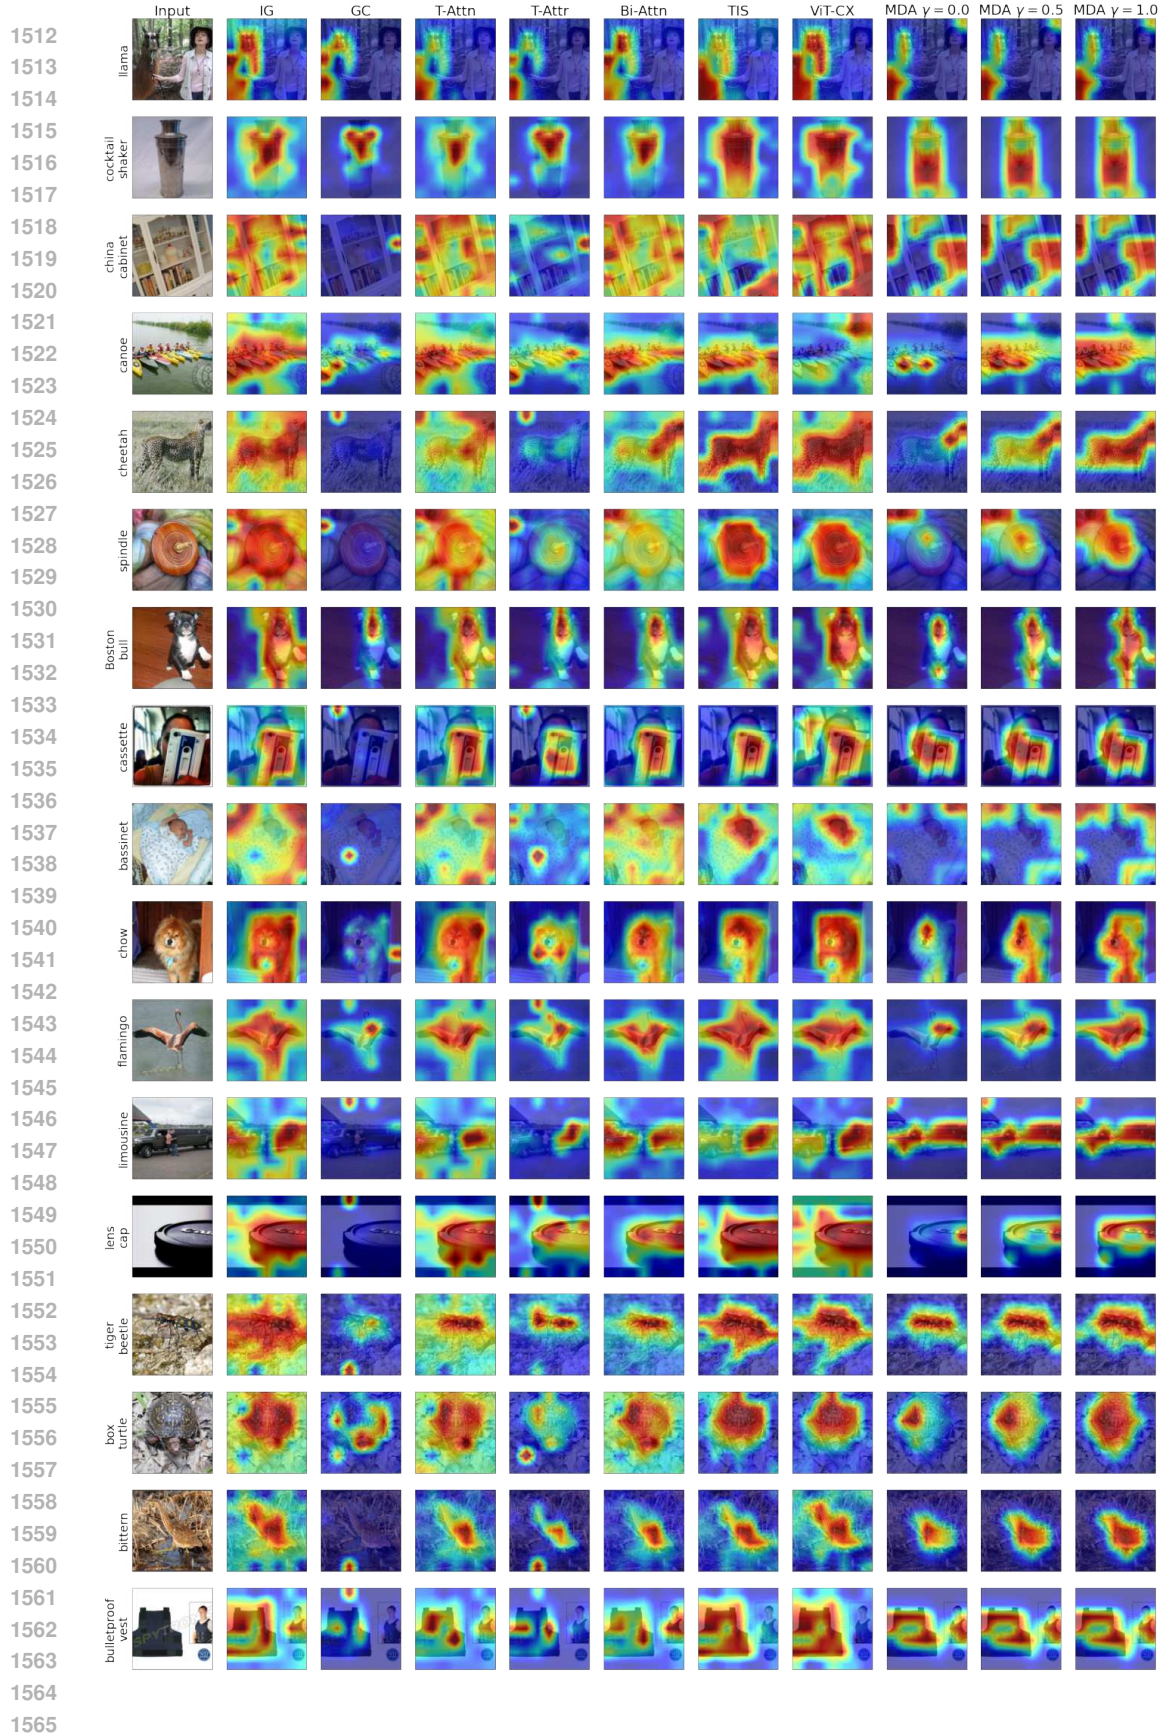 Input IG GC T-Attn T-Attr Bi-Attn TIS ViT-CX MDA γ = 0.0 MDA γ = 0.5 MDA γ = 1.0
1512
llama
1513
1514
1515
cocktail
shaker
1516
1517
1518
china
cabinet
1519
1520
1521
canoe
1522
1523
1524
cheetah
1525
1526
1527
spindle
1528
1529
1530
Boston
bull
1531
1532
1533
cassette
1534
1535
1536
bassinet
1537
1538
1539
chow
1540
1541
1542
flamingo
1543
1544
1545
limousine
1546
1547
1548
lens
cap
1549
1550
1551
tiger
beetle
1552
1553
1554
box
turtle
1555
1556
1557
bittern
1558
1559
1560
bulletproof
vest
1561
1562
1563
1564
1565